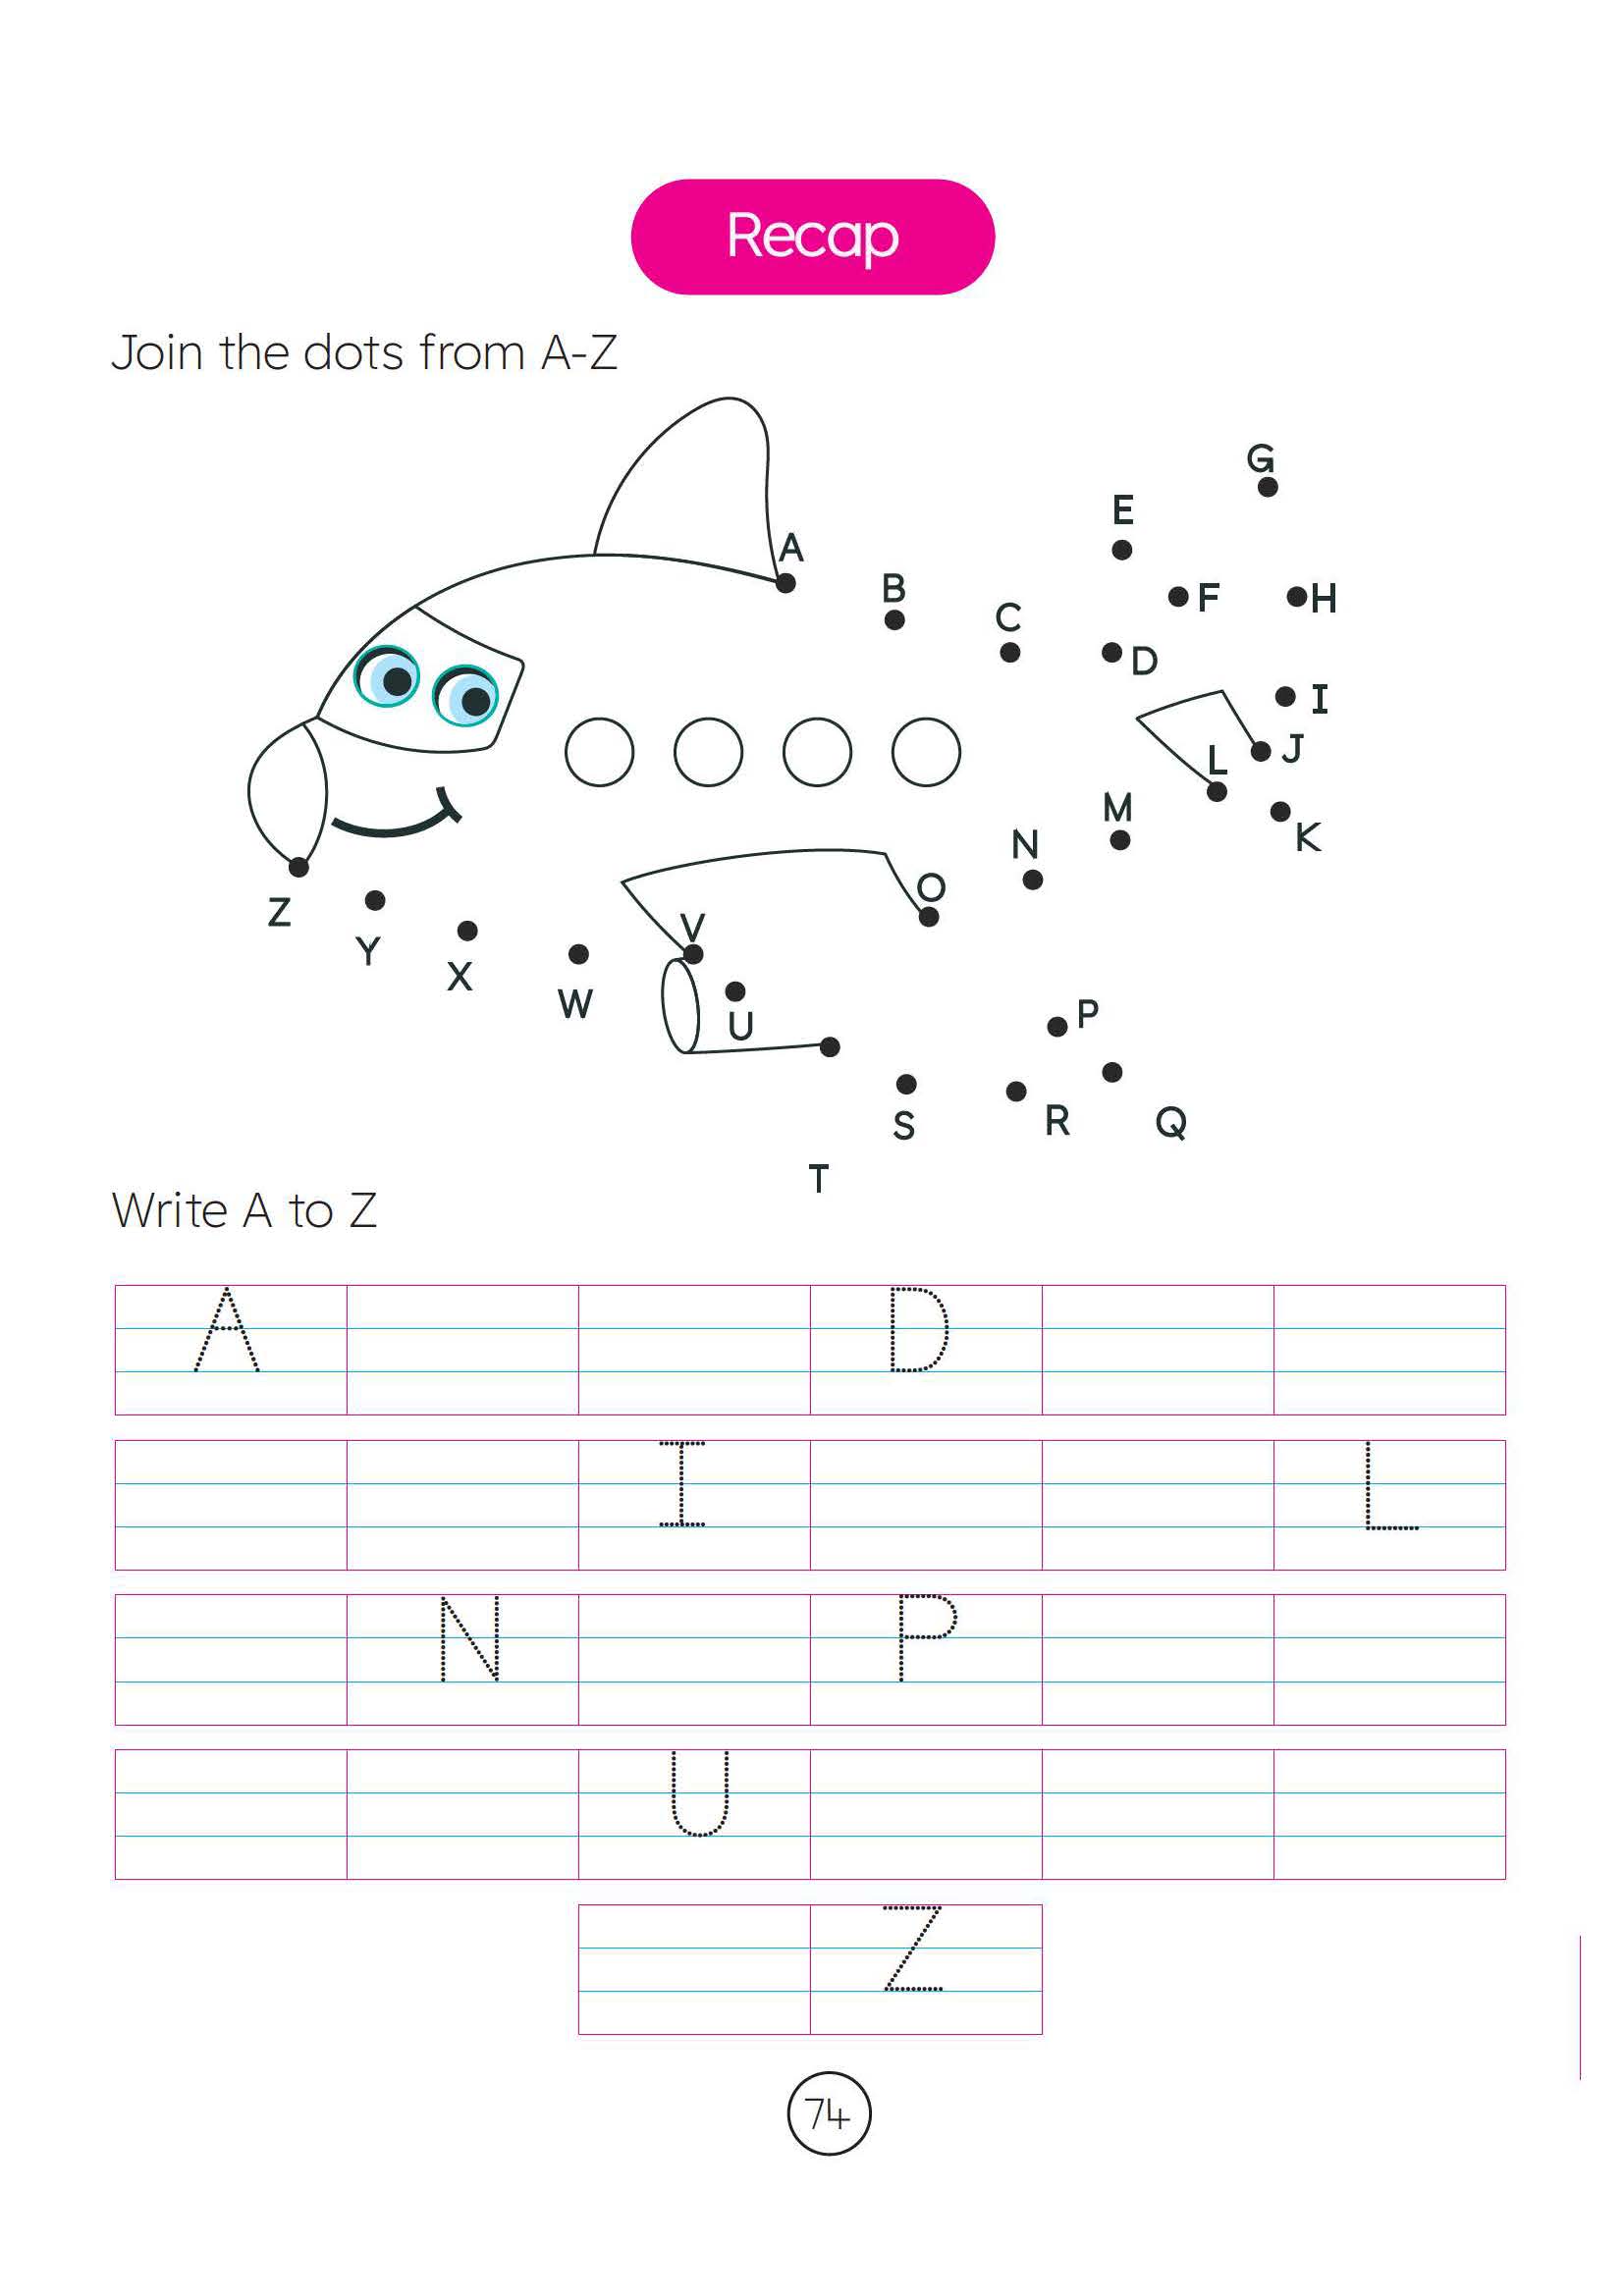 Recap
Join the dots from A-Z
G
E
A
B
F
H
C
D
I
J
L
M
K
N
O
Z
V
Y
X
W
P
U
S
R
Q
T
Write A to Z
A D
I L
N P
U
Z
74